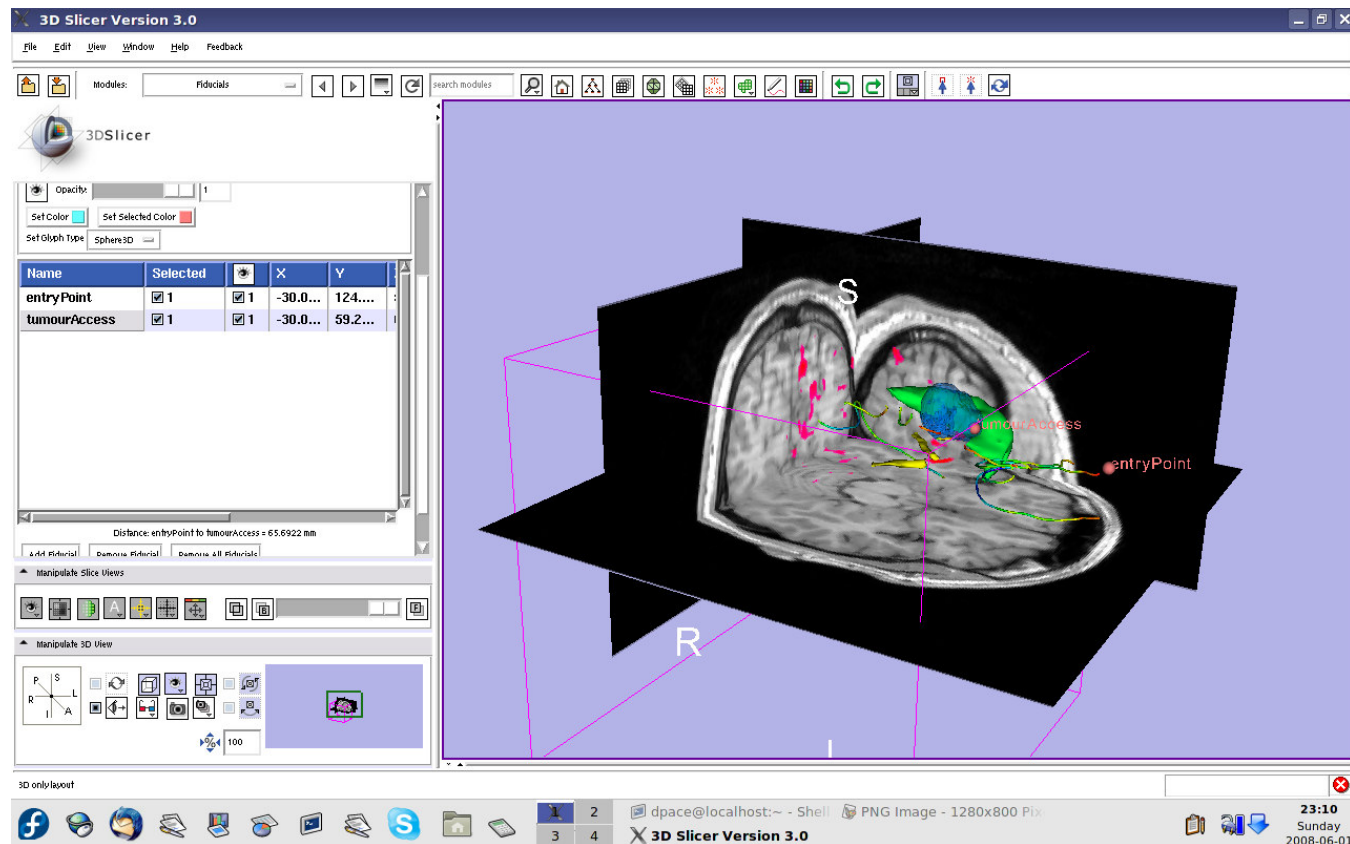 3D Slicer Version 3.0
File Edit View Window Help Feedback
Modules: Fiducials search modules
3DSlicer
Opacity: 1
Set Color Set Selected Color
Set Glyph Type Sphere3D
Name Selected X Y
entryPoint 1 1 -30.0... 124....
tumourAccess 1 1 -30.0... 59.2...
Distance: entryPoint to tumourAccess = 65.6922 mm
Add Fiducial Remove Fiducial Remove All Fiducials
Manipulate Slice Views
A F
Manipulate 3D View
P S
R L
I A
% 100
S
tumourAccess
entryPoint
R
I
3D only layout
1 2
3 4
dpace@localhost:~ - Shell
PNG Image - 1280x800 Pix
3D Slicer Version 3.0
23:10
Sunday
2008-06-01